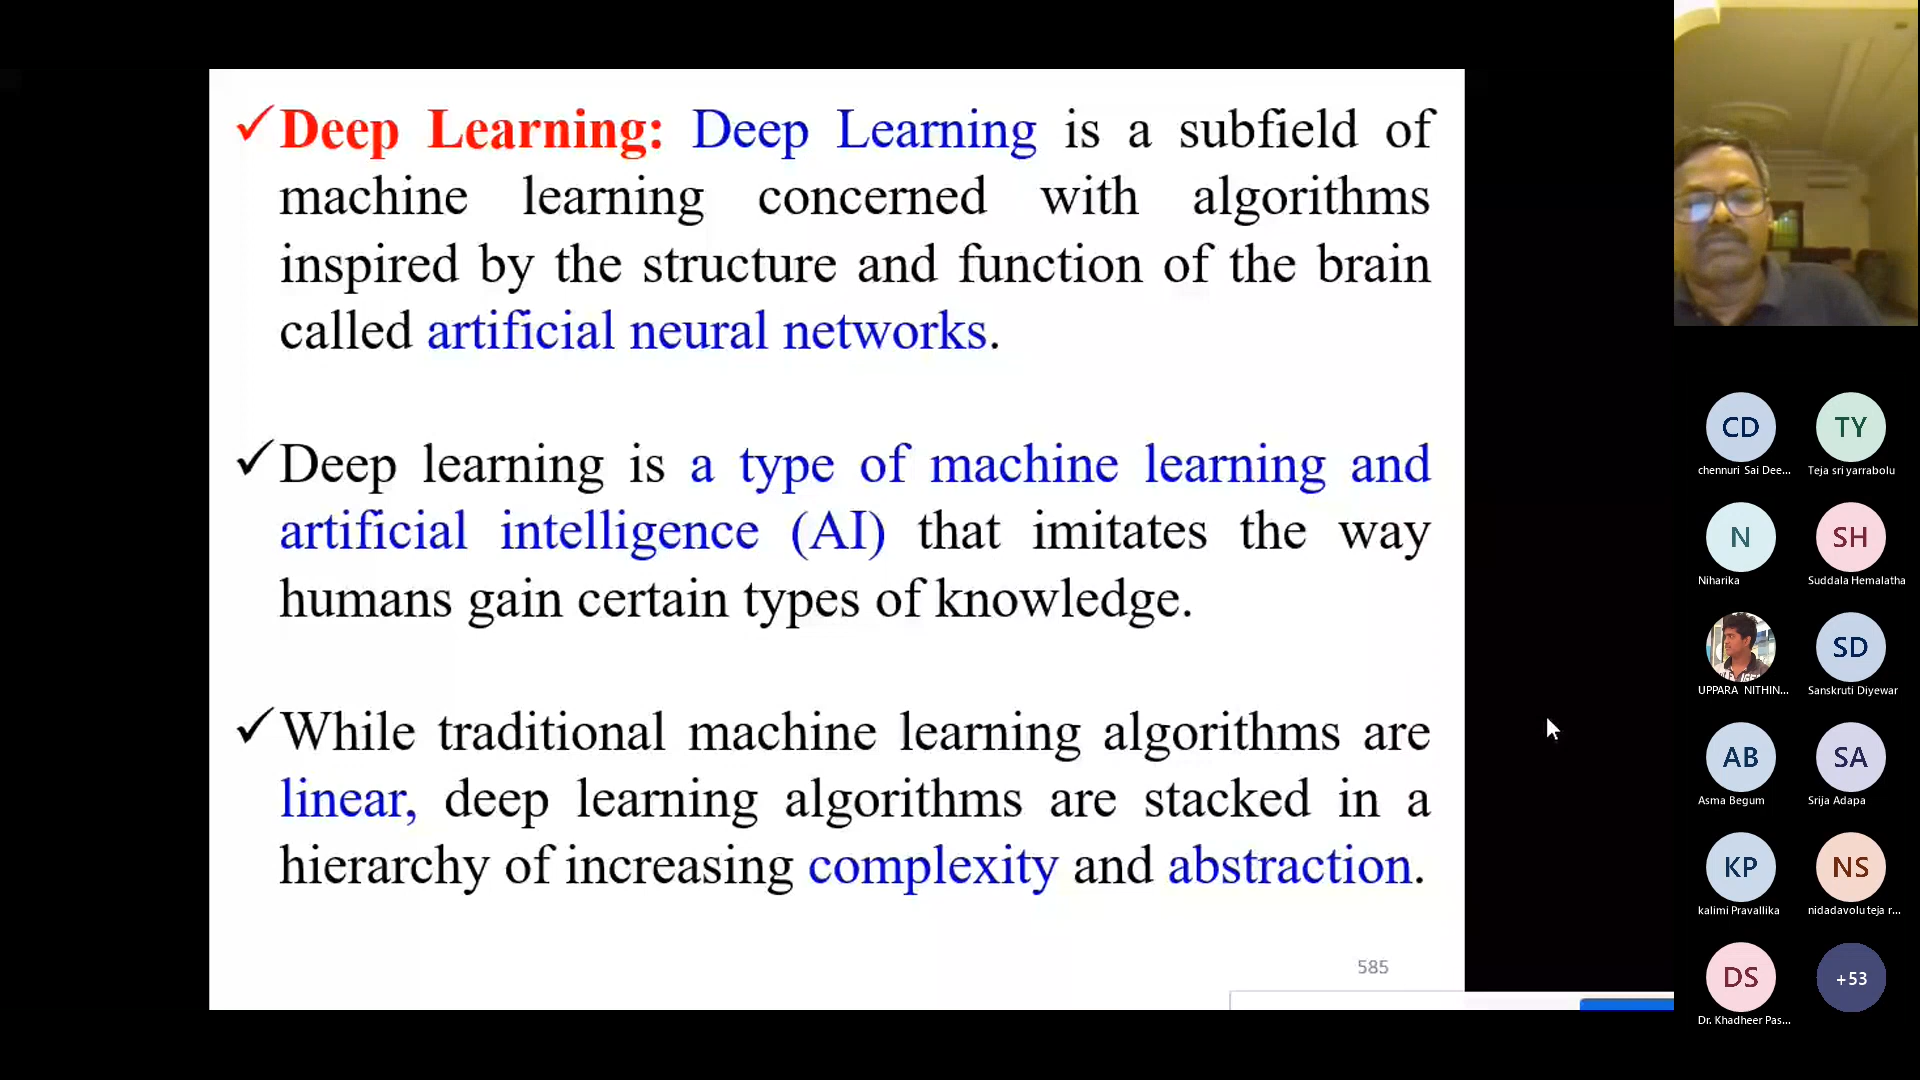 Deep Learning: Deep Learning is a subfield of
machine learning concerned with algorithms
inspired by the structure and function of the brain
called artificial neural networks.
Deep learning is a type of machine learning and
artificial intelligence (AI) that imitates the way
humans gain certain types of knowledge.
While traditional machine learning algorithms are
linear, deep learning algorithms are stacked in a
hierarchy of increasing complexity and abstraction.
585
CD
TY
chennuri Sai Dee...
Teja sri yarrabolu
N
SH
Niharika
Suddala Hemalatha
SD
UPPARA NITHIN...
Sanskruti Diyewar
AB
SA
Asma Begum
Srija Adapa
KP
NS
kalimi Pravallika
nidadavolu teja r...
DS
+53
Dr. Khadheer Pas...